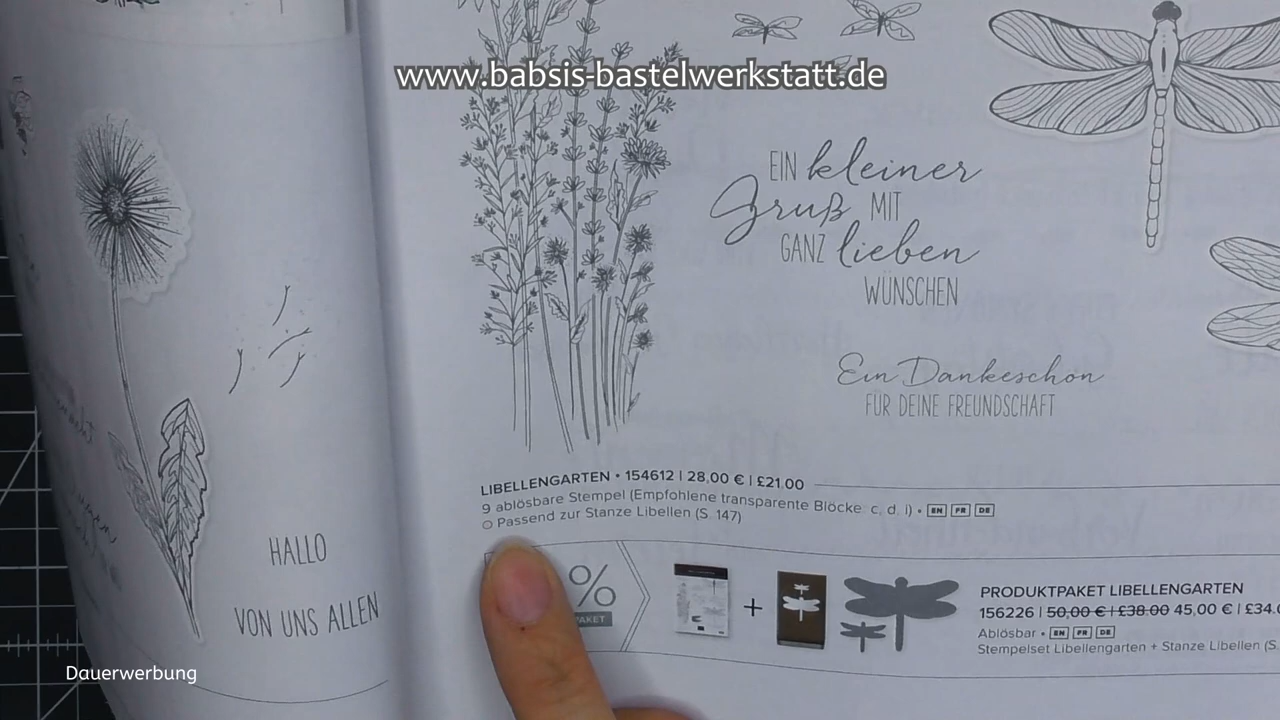 www.babsis-bastelwerkstatt.de
EIN kleiner
Gruß MIT
GANZ lieben
WÜNSCHEN
Ein Dankeschön
FÜR DEINE FREUNDSCHAFT
LIBELLENGARTEN • 154612 | 28,00 € | £21.00
9 ablösbare Stempel (Empfohlene transparente Blöcke c, d, i) • EN FR DE
Passend zur Stanze Libellen (S. 147)
HALLO
VON UNS ALLEN
%
PAKET
+
PRODUKTPAKET LIBELLENGARTEN
156226 | 50,00 € | £38.00 45,00 € | £34.0
Ablösbar • EN FR DE
Stempelset Libellengarten + Stanze Libellen (S.
Dauerwerbung